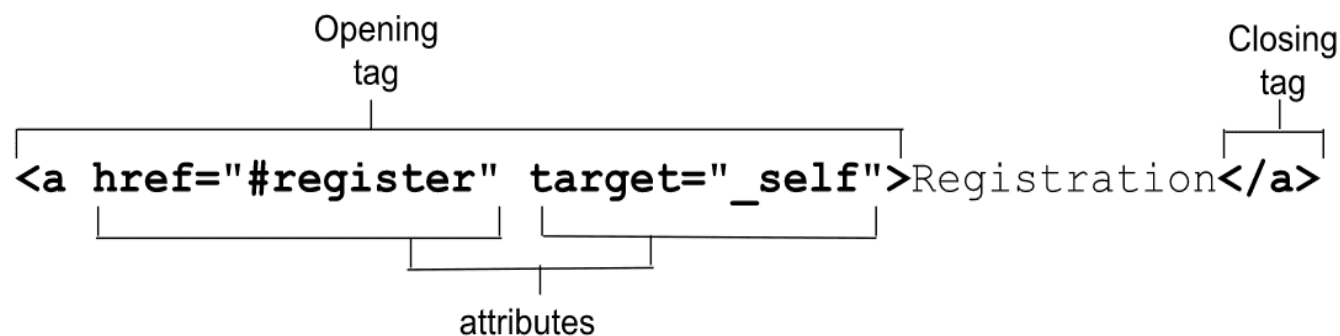 Opening
tag
Closing
tag
<a href="#register" target="_self">Registration</a>
attributes